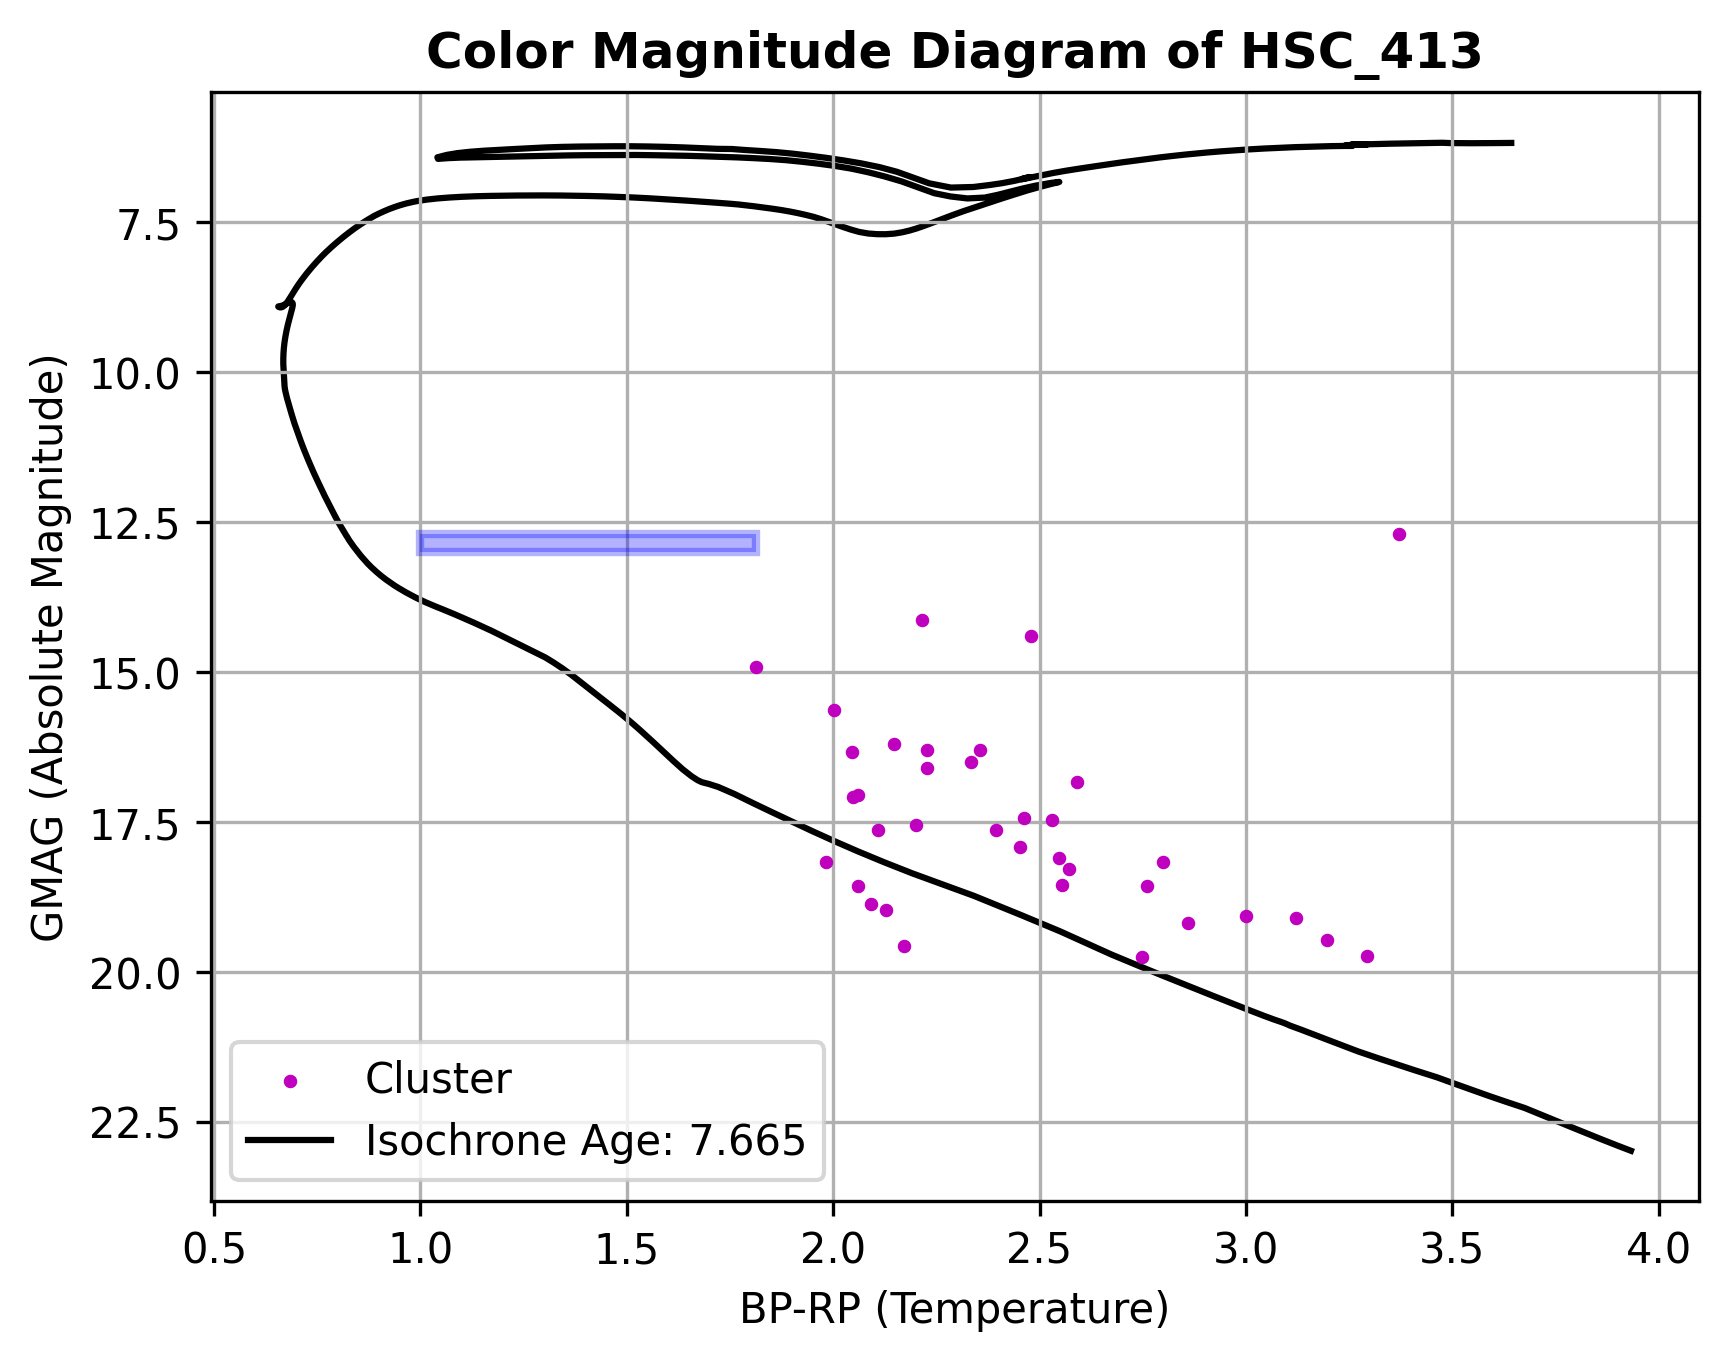 Color Magnitude Diagram of HSC_413
GMAG (Absolute Magnitude)
7.5
10.0
12.5
15.0
17.5
20.0
22.5
Cluster
Isochrone Age: 7.665
0.5 1.0 1.5 2.0 2.5 3.0 3.5 4.0
BP-RP (Temperature)